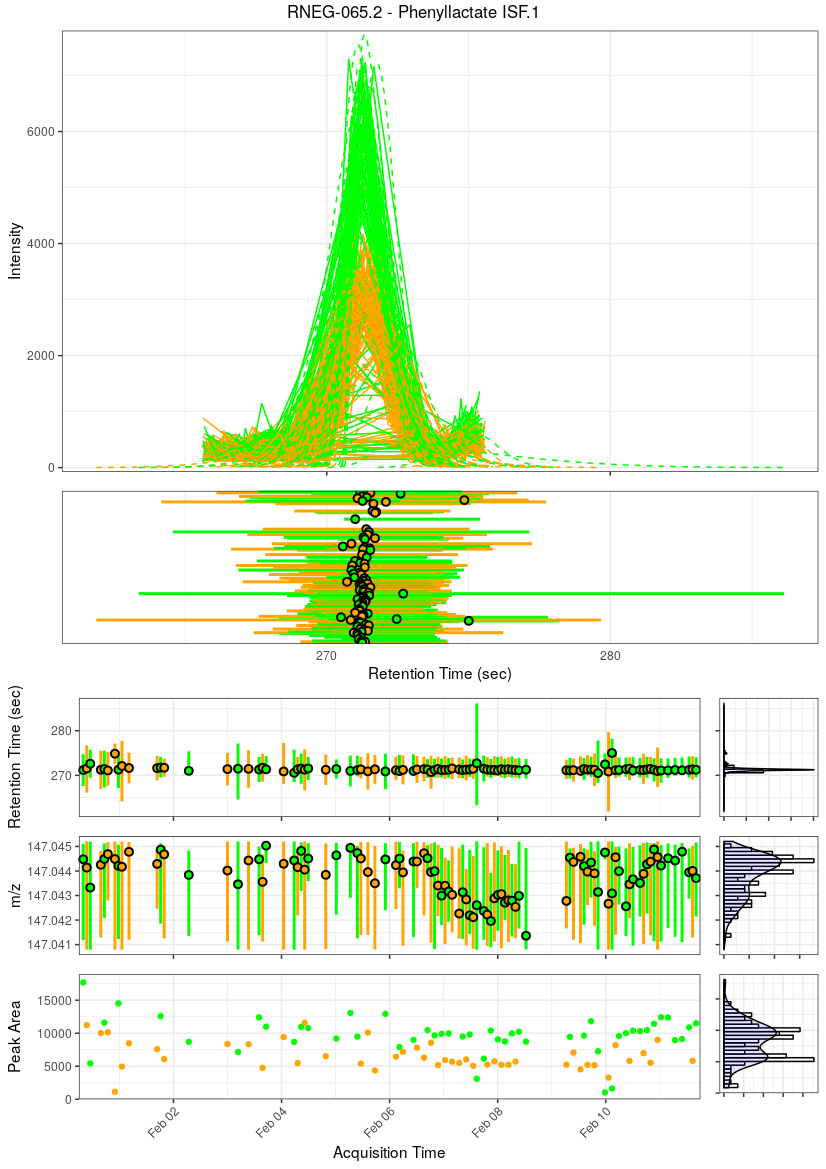 RNEG-065.2 - Phenyllactate ISF.1
6000
4000
2000
0
Intensity
270
280
Retention Time (sec)
280
270
Retention Time (sec)
147.045
147.044
147.043
147.042
147.041
m/z
15000
10000
5000
0
Peak Area
Feb 02
Feb 04
Feb 06
Feb 08
Feb 10
Acquisition Time